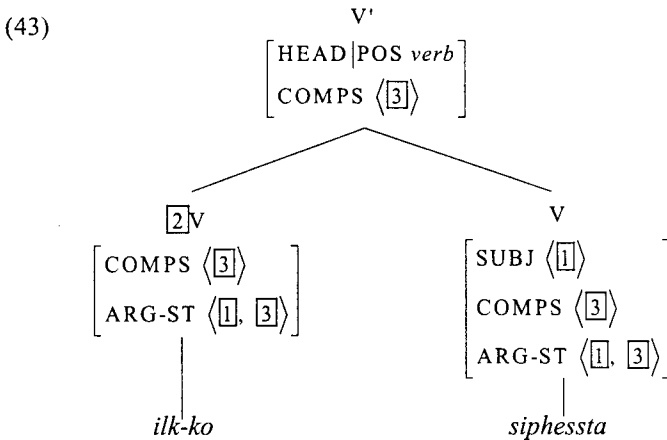 (43)
V'
[HEAD|POS verb]
[COMPS ⟨[3]⟩]
[2]V V
[COMPS ⟨[3]⟩] [SUBJ ⟨[1]⟩]
[ARG-ST ⟨[1], [3]⟩] [COMPS ⟨[3]⟩]
[ARG-ST ⟨[1], [3]⟩]
ilk-ko siphessta